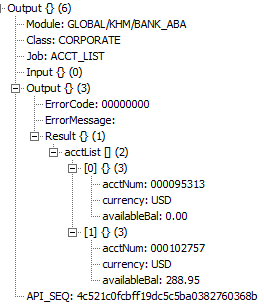 Output {} (6)
Module: GLOBAL/KHM/BANK_ABA
Class: CORPORATE
Job: ACCT_LIST
Input {} (0)
Output {} (3)
ErrorCode: 00000000
ErrorMessage:
Result {} (1)
acctList [] (2)
[0] {} (3)
acctNum: 000095313
currency: USD
availableBal: 0.00
[1] {} (3)
acctNum: 000102757
currency: USD
availableBal: 288.95
API_SEQ: 4c521c0fcbff19dc5c5ba0382760368b